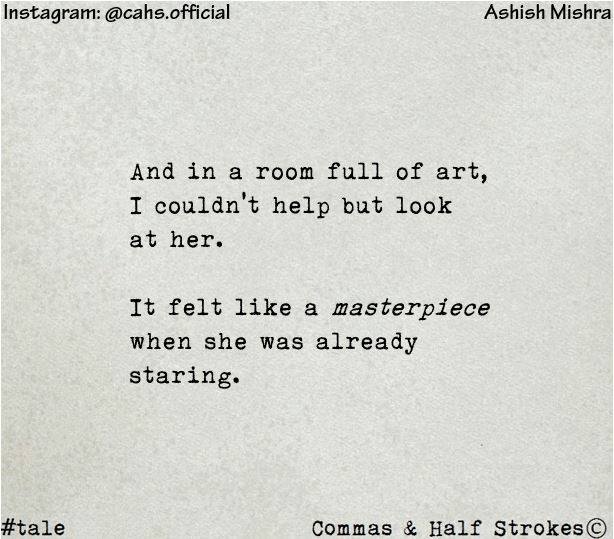 Instagram: @cahs.official
Ashish Mishra
And in a room full of art,
I couldn't help but look
at her.
It felt like a masterpiece
when she was already
staring.
#tale
Commas & Half Strokes©